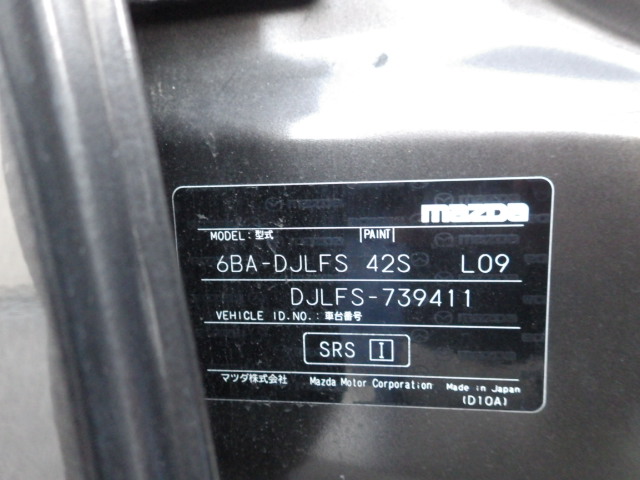 mazda
MODEL:型式 PAINT
6BA-DJLFS 42S L09
DJLFS-739411
VEHICLE ID.NO.:車台番号
SRS I
マツダ株式会社 Mazda Motor Corporation Made in Japan
(D10A)